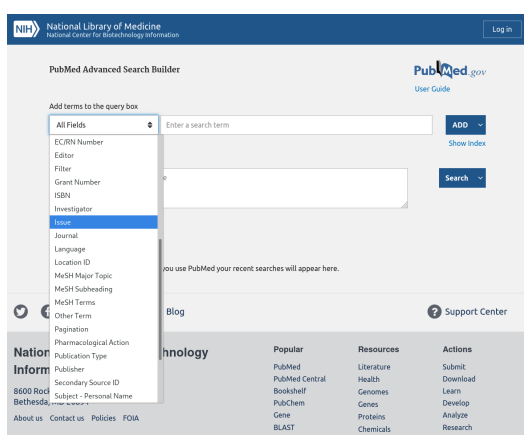 NIH
National Library of Medicine
National Center for Biotechnology Information
Log in
PubMed Advanced Search Builder
PubMed.gov
User Guide
Add terms to the query box
All Fields
Enter a search term
ADD
Show Index
EC/RN Number
Editor
Filter
Grant Number
ISBN
Investigator
Issue
Journal
Language
Location ID
MeSH Major Topic
MeSH Subheading
MeSH Terms
Other Term
Pagination
Pharmacological Action
Publication Type
Publisher
Secondary Source ID
Subject - Personal Name
Search
you use PubMed your recent searches will appear here.
Blog
Support Center
Nation hnology
Inform
8600 Rock
Bethesda, MD 20894
About us Contact us Policies FOIA
Popular
PubMed
PubMed Central
Bookshelf
PubChem
Gene
BLAST
Resources
Literature
Health
Genomes
Genes
Proteins
Chemicals
Actions
Submit
Download
Learn
Develop
Analyze
Research